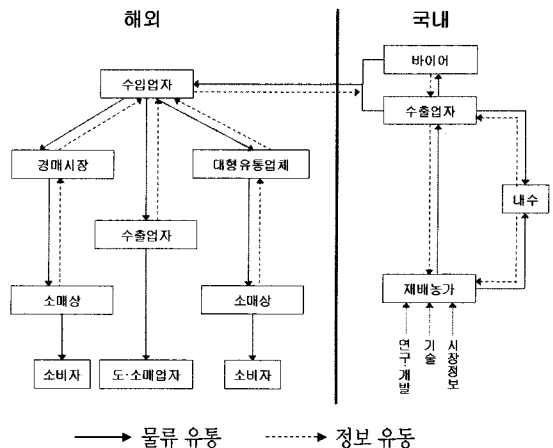 해외 국내
바이어
수입업자
수출업자
경매시장 대형유통업체
내수
수출업자
소매상 소매상 재배농가
연구·개발 기술 시장정보
소비자 도·소매업자 소비자
물류 유통 정보 유동